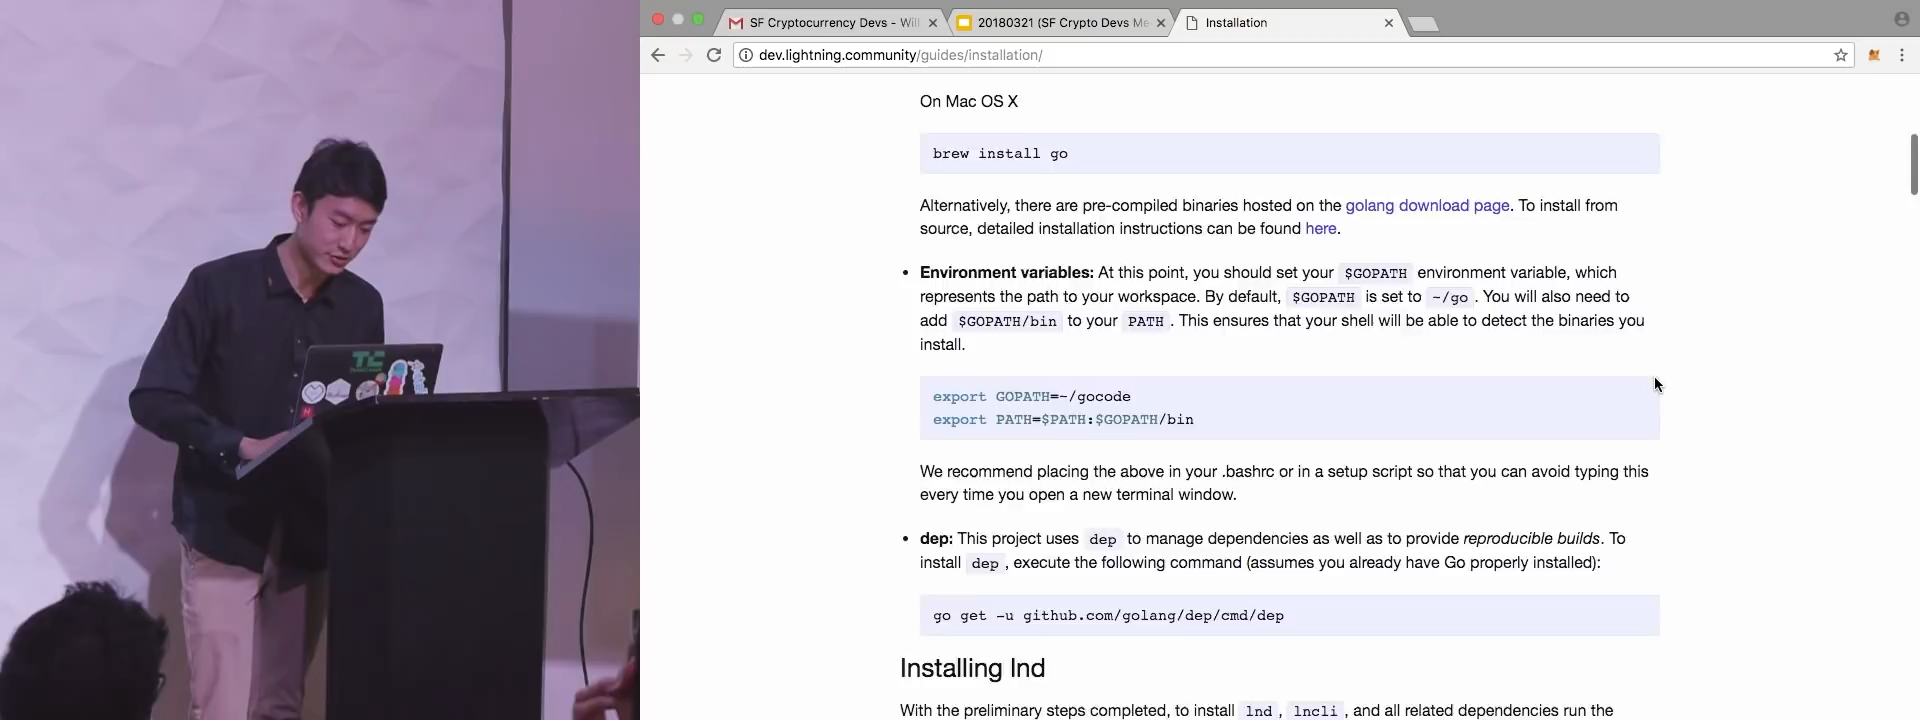 SF Cryptocurrency Devs - Will
20180321 (SF Crypto Devs Me
Installation
dev.lightning.community/guides/installation/
On Mac OS X
brew install go
Alternatively, there are pre-compiled binaries hosted on the golang download page. To install from
source, detailed installation instructions can be found here.
• Environment variables: At this point, you should set your $GOPATH environment variable, which
represents the path to your workspace. By default, $GOPATH is set to ~/go . You will also need to
add $GOPATH/bin to your PATH . This ensures that your shell will be able to detect the binaries you
install.
export GOPATH=~/gocode
export PATH=$PATH:$GOPATH/bin
We recommend placing the above in your .bashrc or in a setup script so that you can avoid typing this
every time you open a new terminal window.
• dep: This project uses dep to manage dependencies as well as to provide reproducible builds. To
install dep , execute the following command (assumes you already have Go properly installed):
go get -u github.com/golang/dep/cmd/dep
Installing lnd
With the preliminary steps completed, to install lnd , lncli , and all related dependencies run the
TC